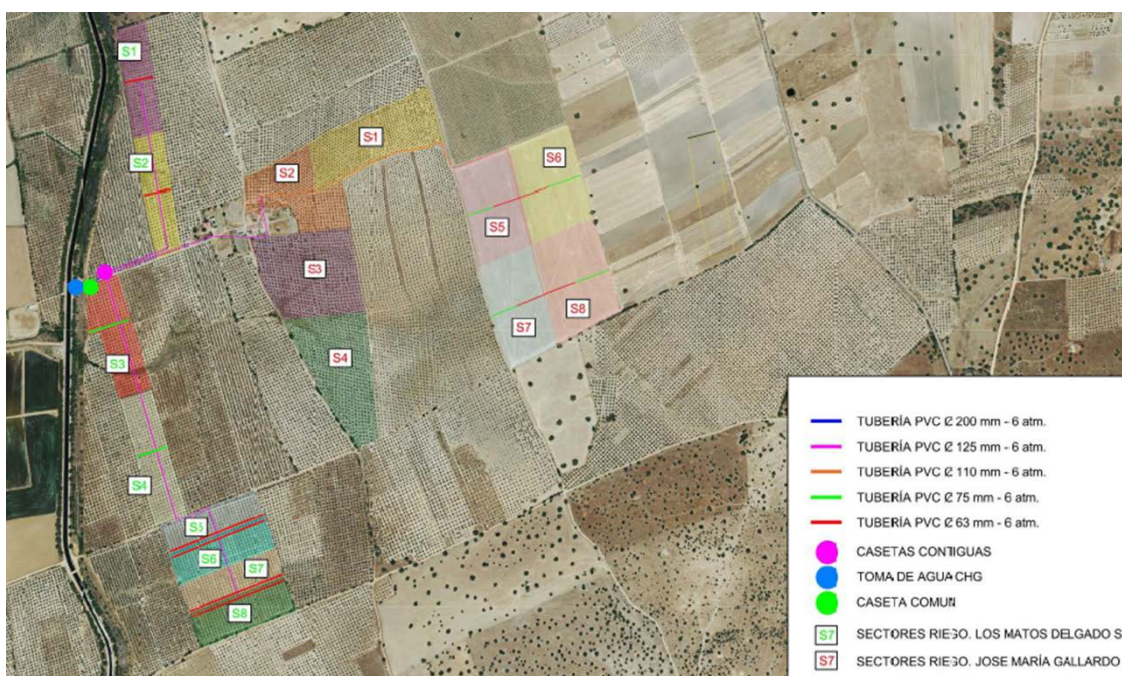 S1
S2
S1
S2
S6
S5
S3
S8
S7
S4
S3
S4
S5
S6
S7
S8
TUBERÍA PVC Ø 200 mm - 6 atm.
TUBERÍA PVC Ø 125 mm - 6 atm.
TUBERÍA PVC Ø 110 mm - 6 atm.
TUBERÍA PVC Ø 75 mm - 6 atm.
TUBERÍA PVC Ø 63 mm - 6 atm.
CASETAS CONTIGUAS
TOMA DE AGUA CHG
CASETA COMUN
S7 SECTORES RIEGO. LOS MATOS DELGADO S
S7 SECTORES RIEGO. JOSE MARÍA GALLARDO